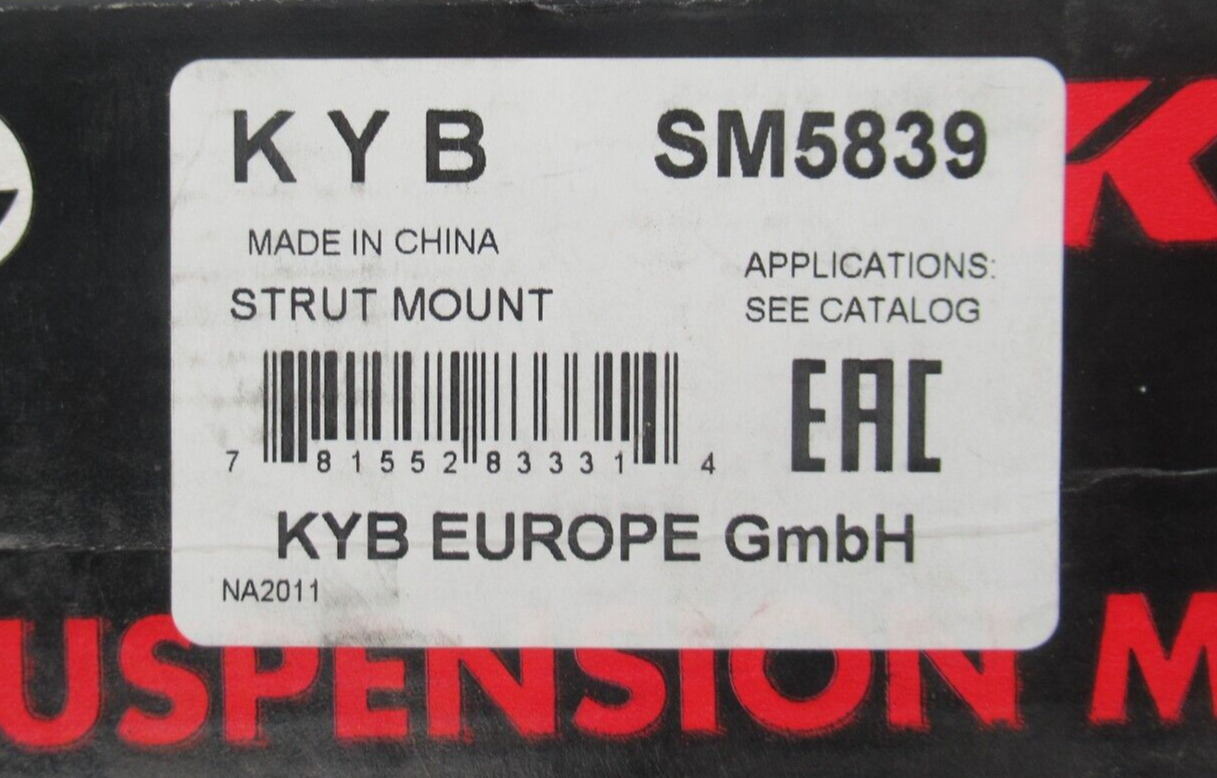 KYB SM5839
MADE IN CHINA
APPLICATIONS:
STRUT MOUNT
SEE CATALOG
7 81552 83331 4
EAC
KYB EUROPE GmbH
NA2011
K
USPENSION M